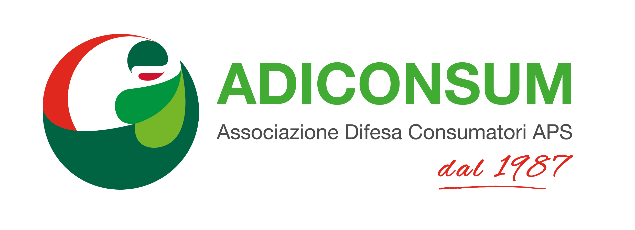 ADICONSUM
Associazione Difesa Consumatori APS
dal 1987